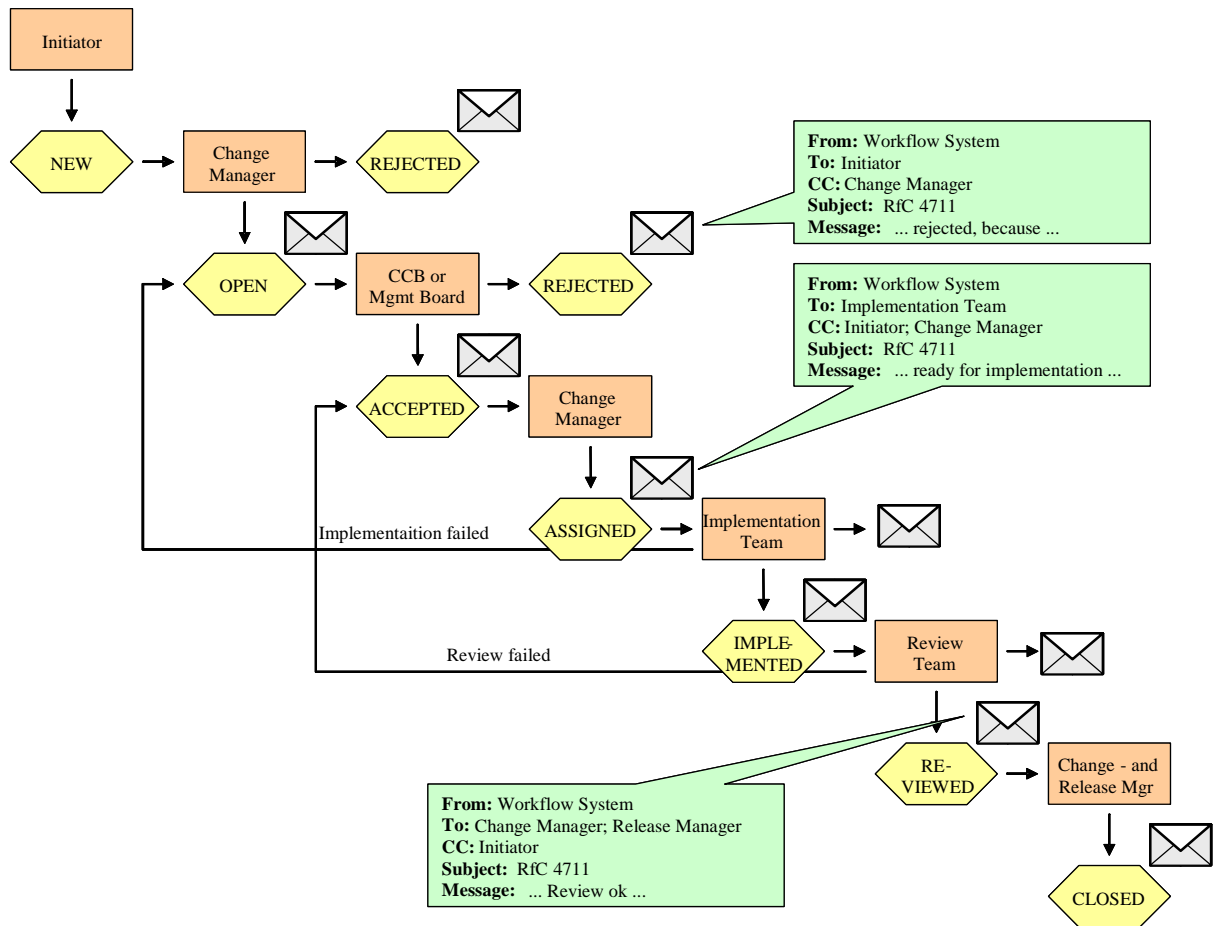 Initiator
NEW
Change
Manager
REJECTED
From: Workflow System
To: Initiator
CC: Change Manager
Subject: RfC 4711
Message: ... rejected, because ...
OPEN
CCB or
Mgmt Board
REJECTED
From: Workflow System
To: Implementation Team
CC: Initiator; Change Manager
Subject: RfC 4711
Message: ... ready for implementation ...
ACCEPTED
Change
Manager
Implementaition failed
ASSIGNED
Implementation
Team
Review failed
IMPLE-
MENTED
Review
Team
RE-
VIEWED
Change - and
Release Mgr
From: Workflow System
To: Change Manager; Release Manager
CC: Initiator
Subject: RfC 4711
Message: ... Review ok ...
CLOSED